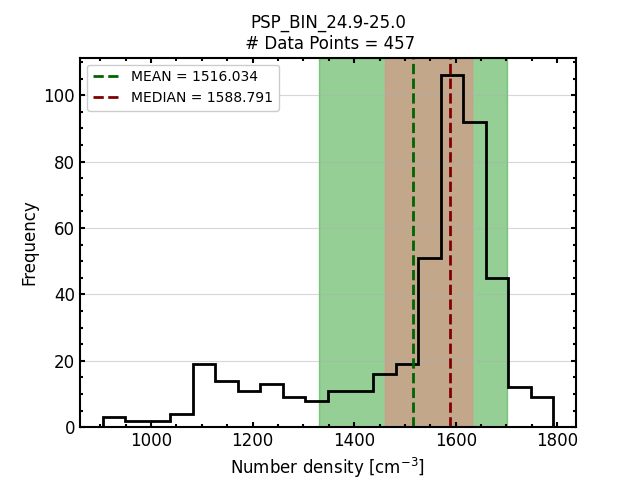 PSP_BIN_24.9-25.0
# Data Points = 457
MEAN = 1516.034
MEDIAN = 1588.791
Frequency
100
80
60
40
20
0
1000 1200 1400 1600 1800
Number density [cm⁻³]